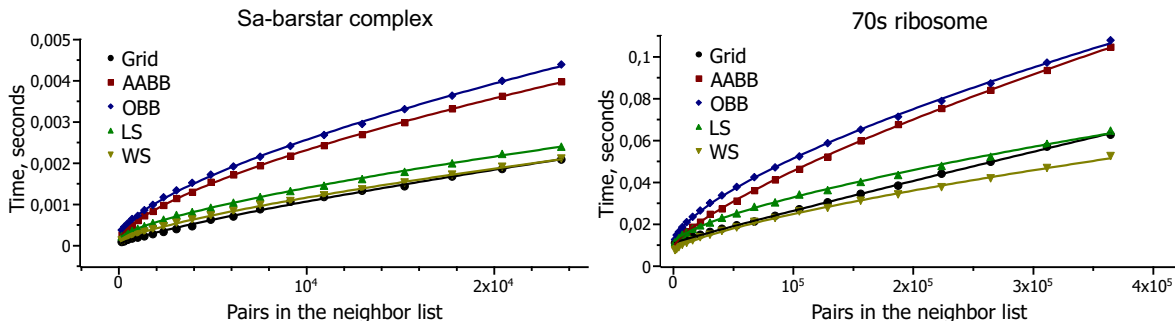 Sa-barstar complex
Time, seconds
0,005
0,004
0,003
0,002
0,001
0
Grid
AABB
OBB
LS
WS
0
10⁴
2x10⁴
Pairs in the neighbor list
70s ribosome
Time, seconds
0,1
0,08
0,06
0,04
0,02
0
Grid
AABB
OBB
LS
WS
0
10⁵
2x10⁵
3x10⁵
4x10⁵
Pairs in the neighbor list